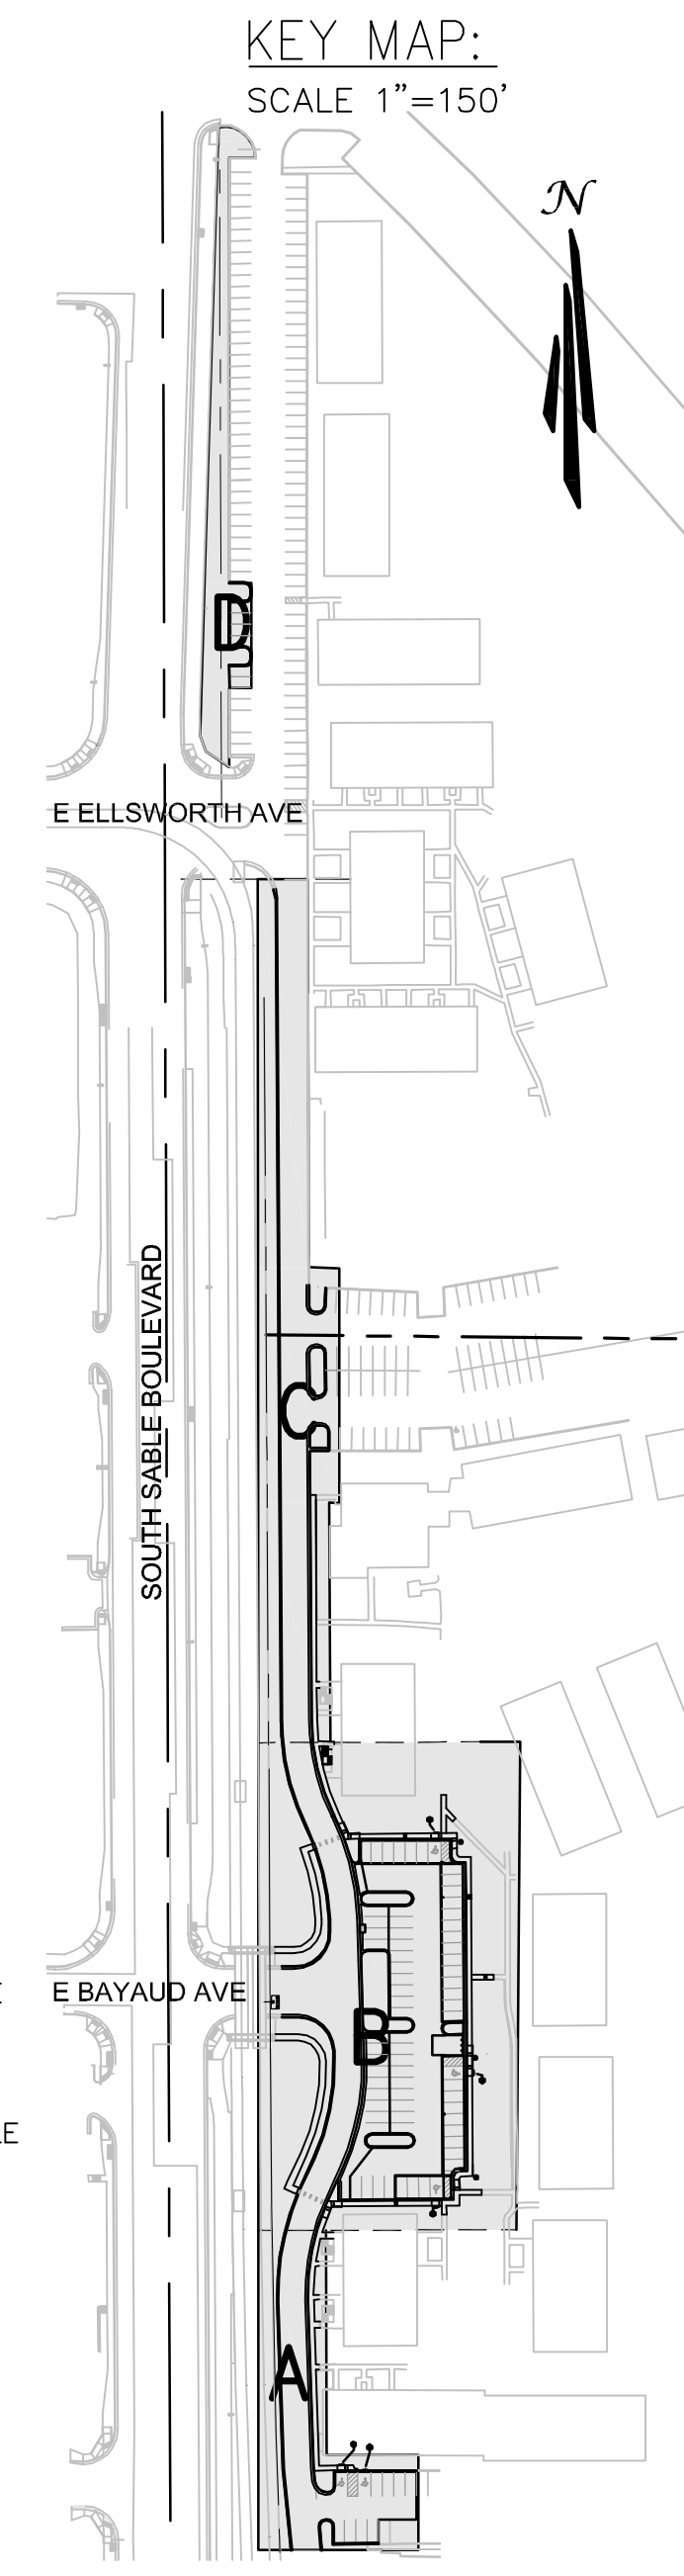 KEY MAP:
SCALE 1"=150'
N
D
E ELLSWORTH AVE
SOUTH SABLE BOULEVARD
C
E BAYAUD AVE
B
A